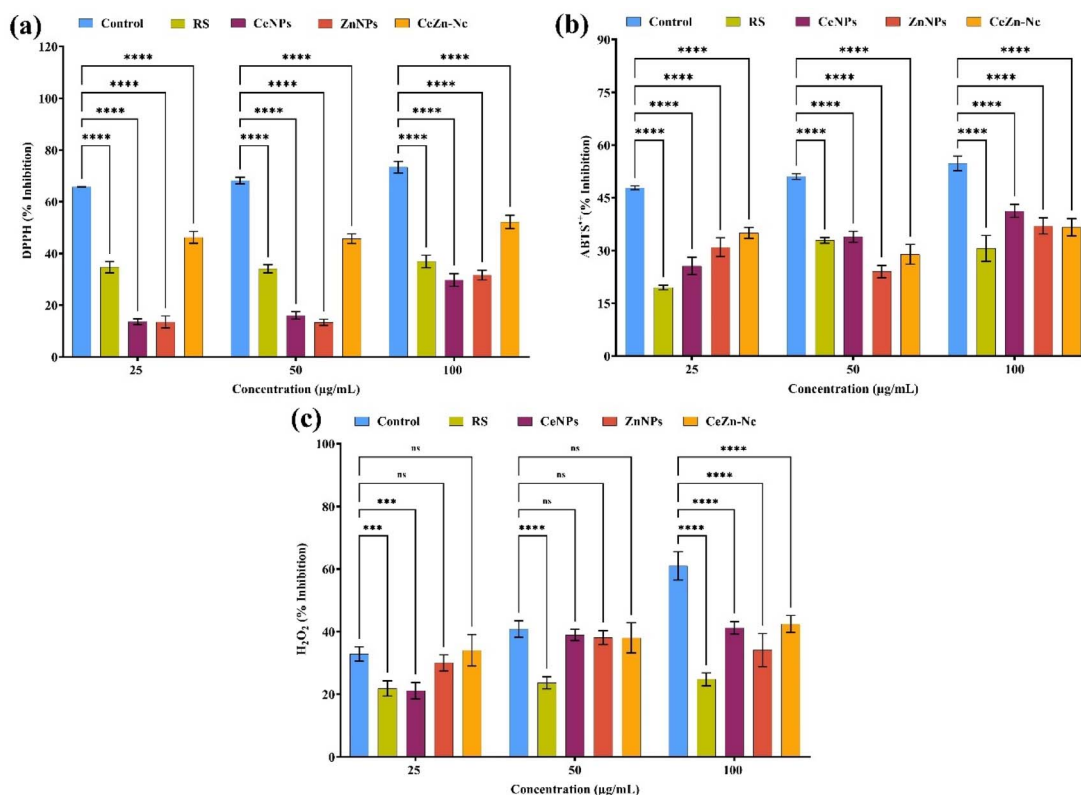 (a)
Control RS CeNPs ZnNPs CeZn-Nc
DPPH (% Inhibition)
120
100
80
60
40
20
0
****
****
****
****
****
****
****
****
****
****
****
****
25 50 100
Concentration (µg/mL)
(b)
Control RS CeNPs ZnNPs CeZn-Nc
ABTS•+(% Inhibition)
90
75
60
45
30
15
0
****
****
****
****
****
****
****
****
****
****
****
****
25 50 100
Concentration (µg/mL)
(c)
Control RS CeNPs ZnNPs CeZn-Nc
H2O2 (% Inhibition)
100
80
60
40
20
0
ns
ns
***
***
ns
ns
ns
****
****
****
****
****
25 50 100
Concentration (µg/mL)